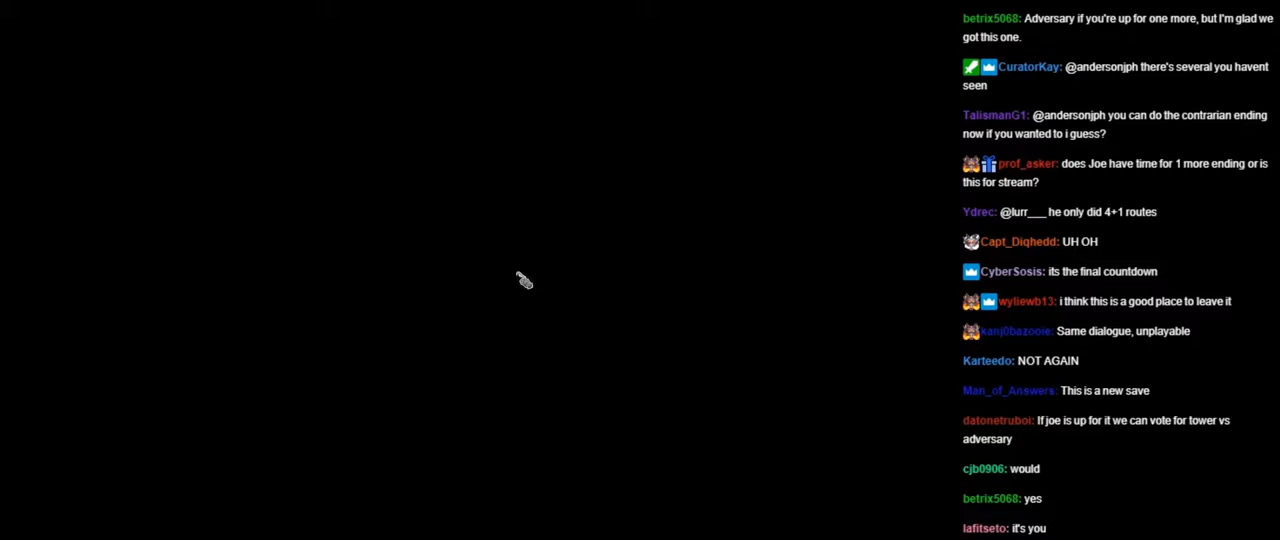 betrix5068: Adversary if you're up for one more, but I'm glad we
got this one.
CuratorKay: @andersonjph there's several you havent
seen
TalismanG1: @andersonjph you can do the contrarian ending
now if you wanted to i guess?
prof_asker: does Joe have time for 1 more ending or is
this for stream?
Ydrec: @lurr___ he only did 4+1 routes
Capt_Diqhedd: UH OH
CyberSosis: its the final countdown
wyliewb13: i think this is a good place to leave it
kanj0bazooie: Same dialogue, unplayable
Karteedo: NOT AGAIN
Man_of_Answers: This is a new save
datonetruboi: If joe is up for it we can vote for tower vs
adversary
cjb0906: would
betrix5068: yes
lafitseto: it's you